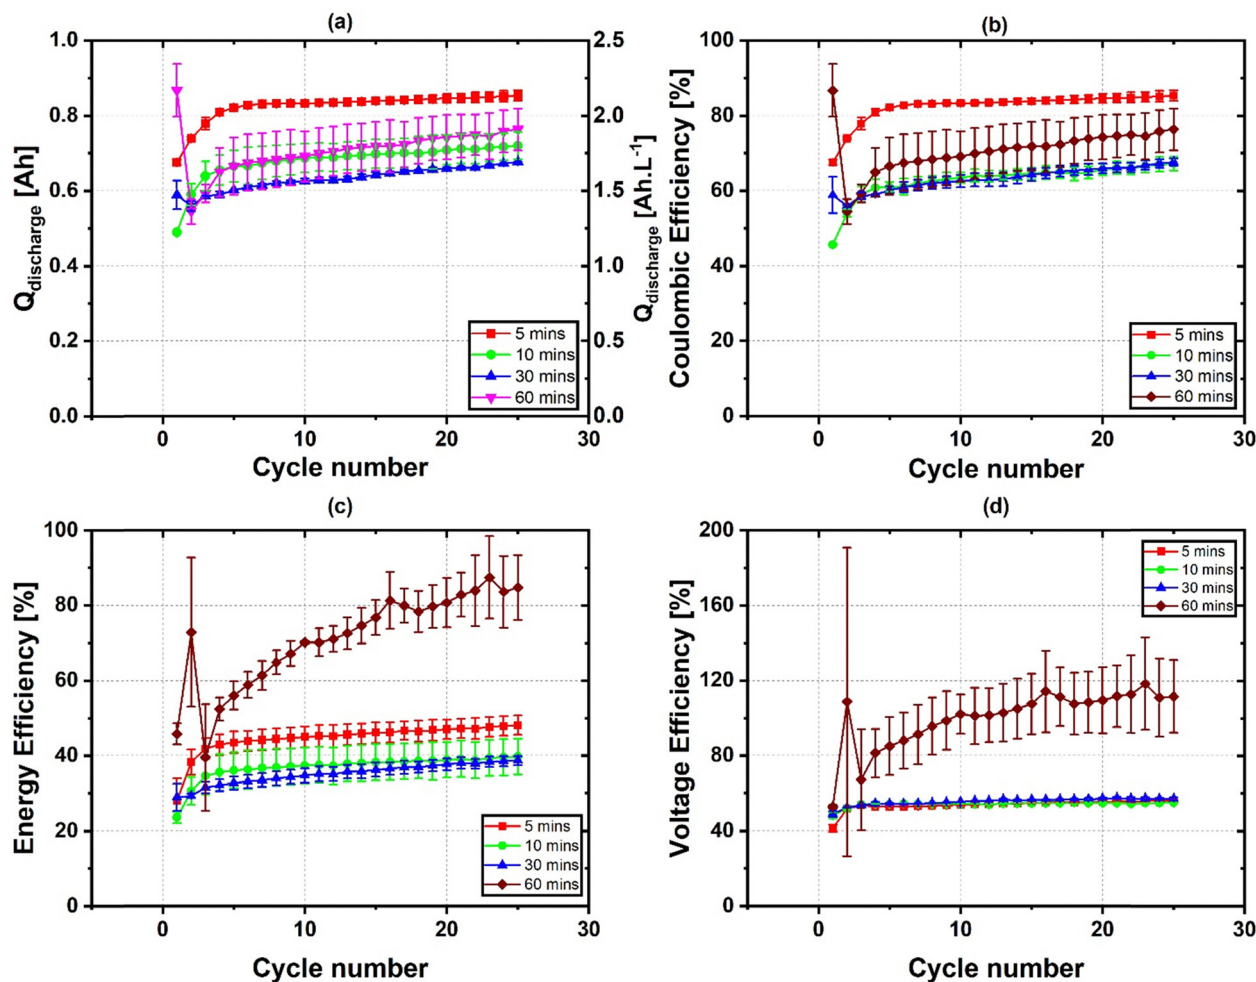 (a)
1.0
0.8
0.6
0.4
0.2
0.0
Q_discharge [Ah]
2.5
2.0
1.5
1.0
0.5
0.0
Q_discharge [Ah.L⁻¹]
0 10 20 30
Cycle number
5 mins
10 mins
30 mins
60 mins
(b)
100
80
60
40
20
0
Coulombic Efficiency [%]
0 10 20 30
Cycle number
5 mins
10 mins
30 mins
60 mins
(c)
100
80
60
40
20
0
Energy Efficiency [%]
0 10 20 30
Cycle number
5 mins
10 mins
30 mins
60 mins
(d)
200
160
120
80
40
0
Voltage Efficiency [%]
0 10 20 30
Cycle number
5 mins
10 mins
30 mins
60 mins